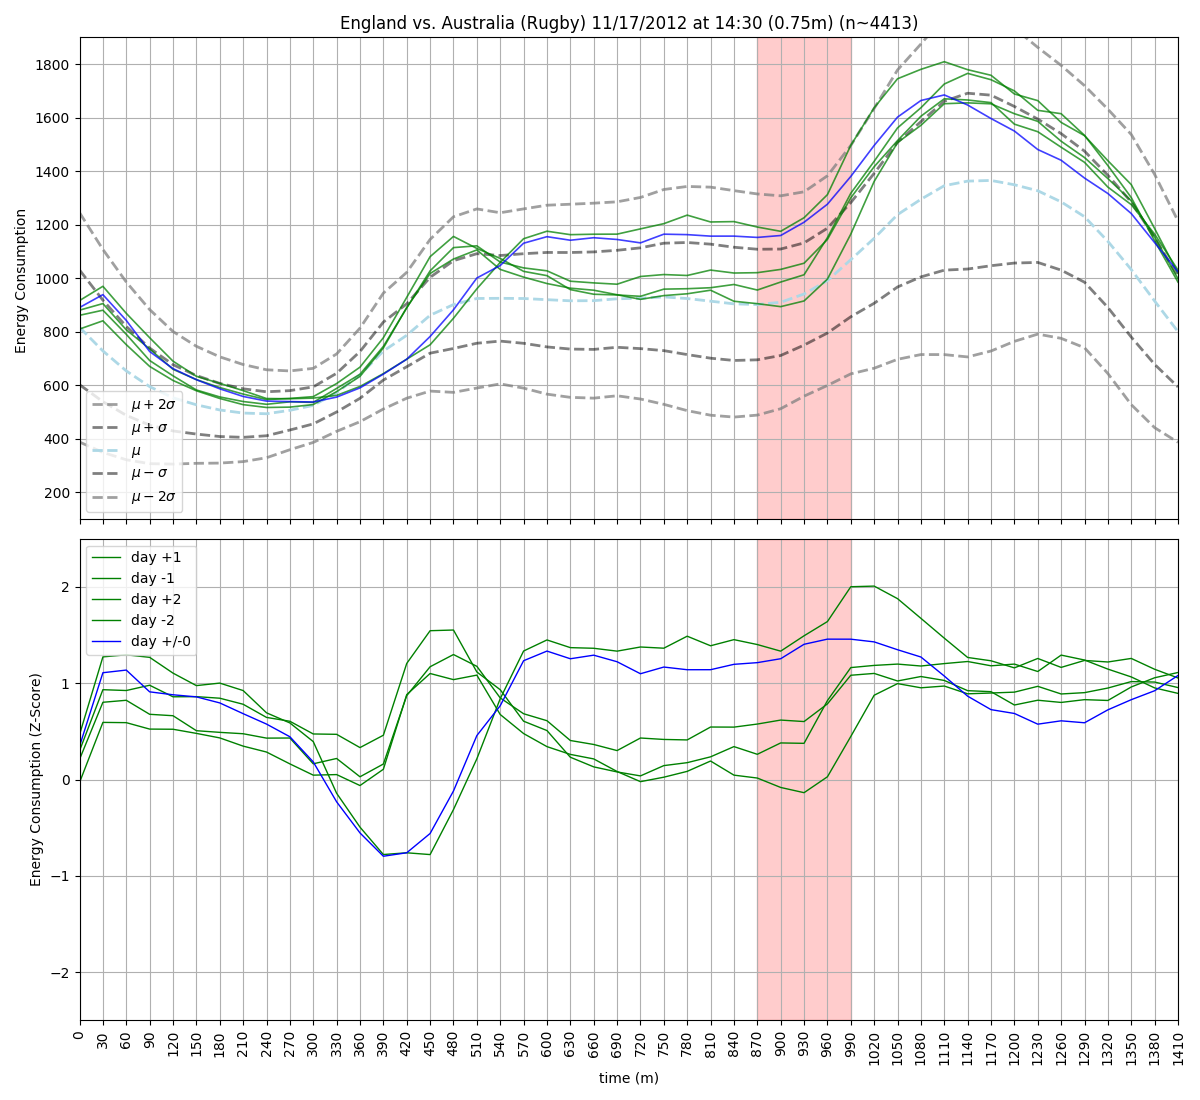 England vs. Australia (Rugby) 11/17/2012 at 14:30 (0.75m) (n~4413)
Energy Consumption
1800
1600
1400
1200
1000
800
600
400
200
μ + 2σ
μ + σ
μ
μ − σ
μ − 2σ
Energy Consumption (Z-Score)
2
1
0
−1
−2
day +1
day -1
day +2
day -2
day +/-0
0 30 60 90 120 150 180 210 240 270 300 330 360 390 420 450 480 510 540 570 600 630 660 690 720 750 780 810 840 870 900 930 960 990 1020 1050 1080 1110 1140 1170 1200 1230 1260 1290 1320 1350 1380 1410
time (m)